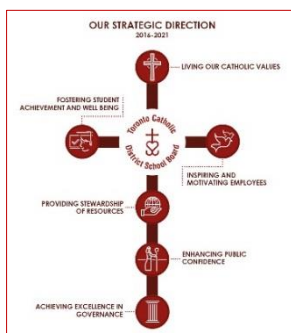 OUR STRATEGIC DIRECTION
2016-2021
LIVING OUR CATHOLIC VALUES
FOSTERING STUDENT
ACHIEVEMENT AND WELL BEING
Toronto Catholic
District School Board
INSPIRING AND
MOTIVATING EMPLOYEES
PROVIDING STEWARDSHIP
OF RESOURCES
ENHANCING PUBLIC
CONFIDENCE
ACHIEVING EXCELLENCE IN
GOVERNANCE